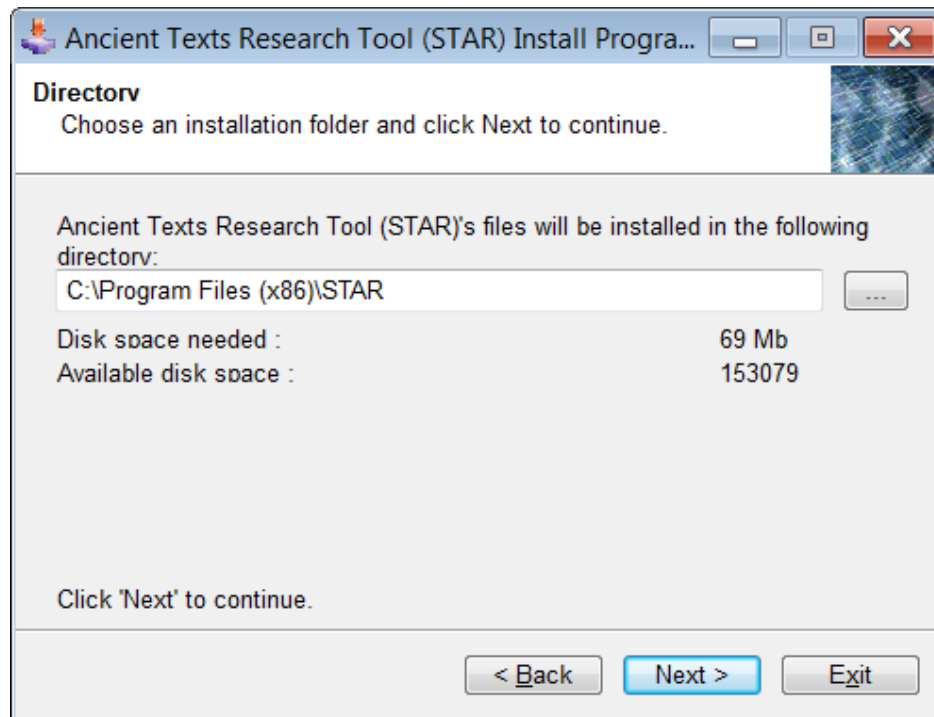 Ancient Texts Research Tool (STAR) Install Progra...
Directory
Choose an installation folder and click Next to continue.
Ancient Texts Research Tool (STAR)'s files will be installed in the following
directory:
C:\Program Files (x86)\STAR
...
Disk space needed : 69 Mb
Available disk space : 153079
Click 'Next' to continue.
< Back Next > Exit